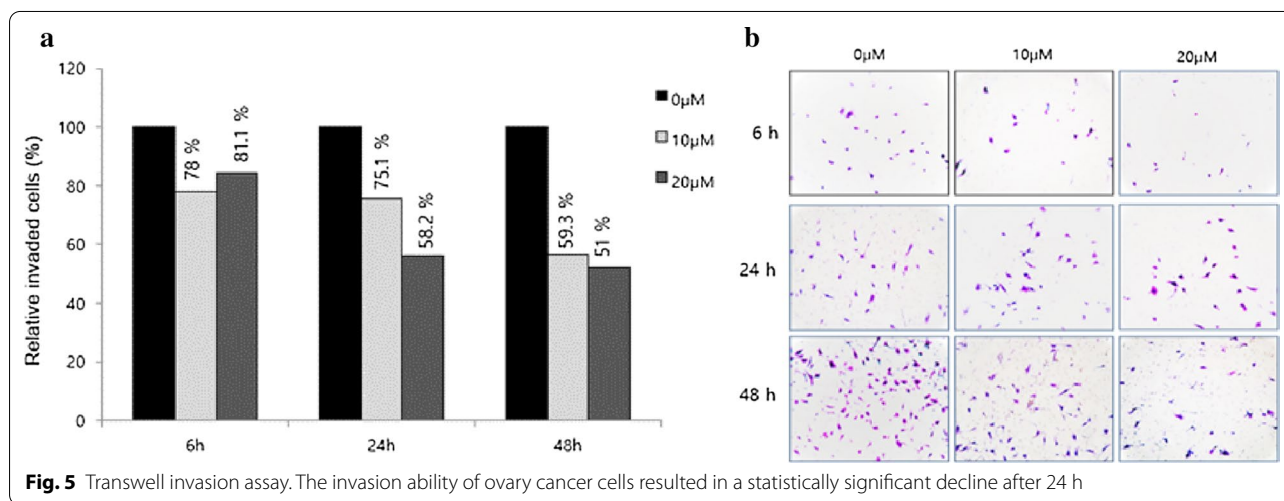 a
120
100
80
60
40
20
0
Relative invaded cells (%)
78 %
81.1 %
75.1 %
58.2 %
59.3 %
51 %
6h
24h
48h
0µM
10µM
20µM
b
0µM 10µM 20µM
6 h
24 h
48 h
Fig. 5 Transwell invasion assay. The invasion ability of ovary cancer cells resulted in a statistically significant decline after 24 h